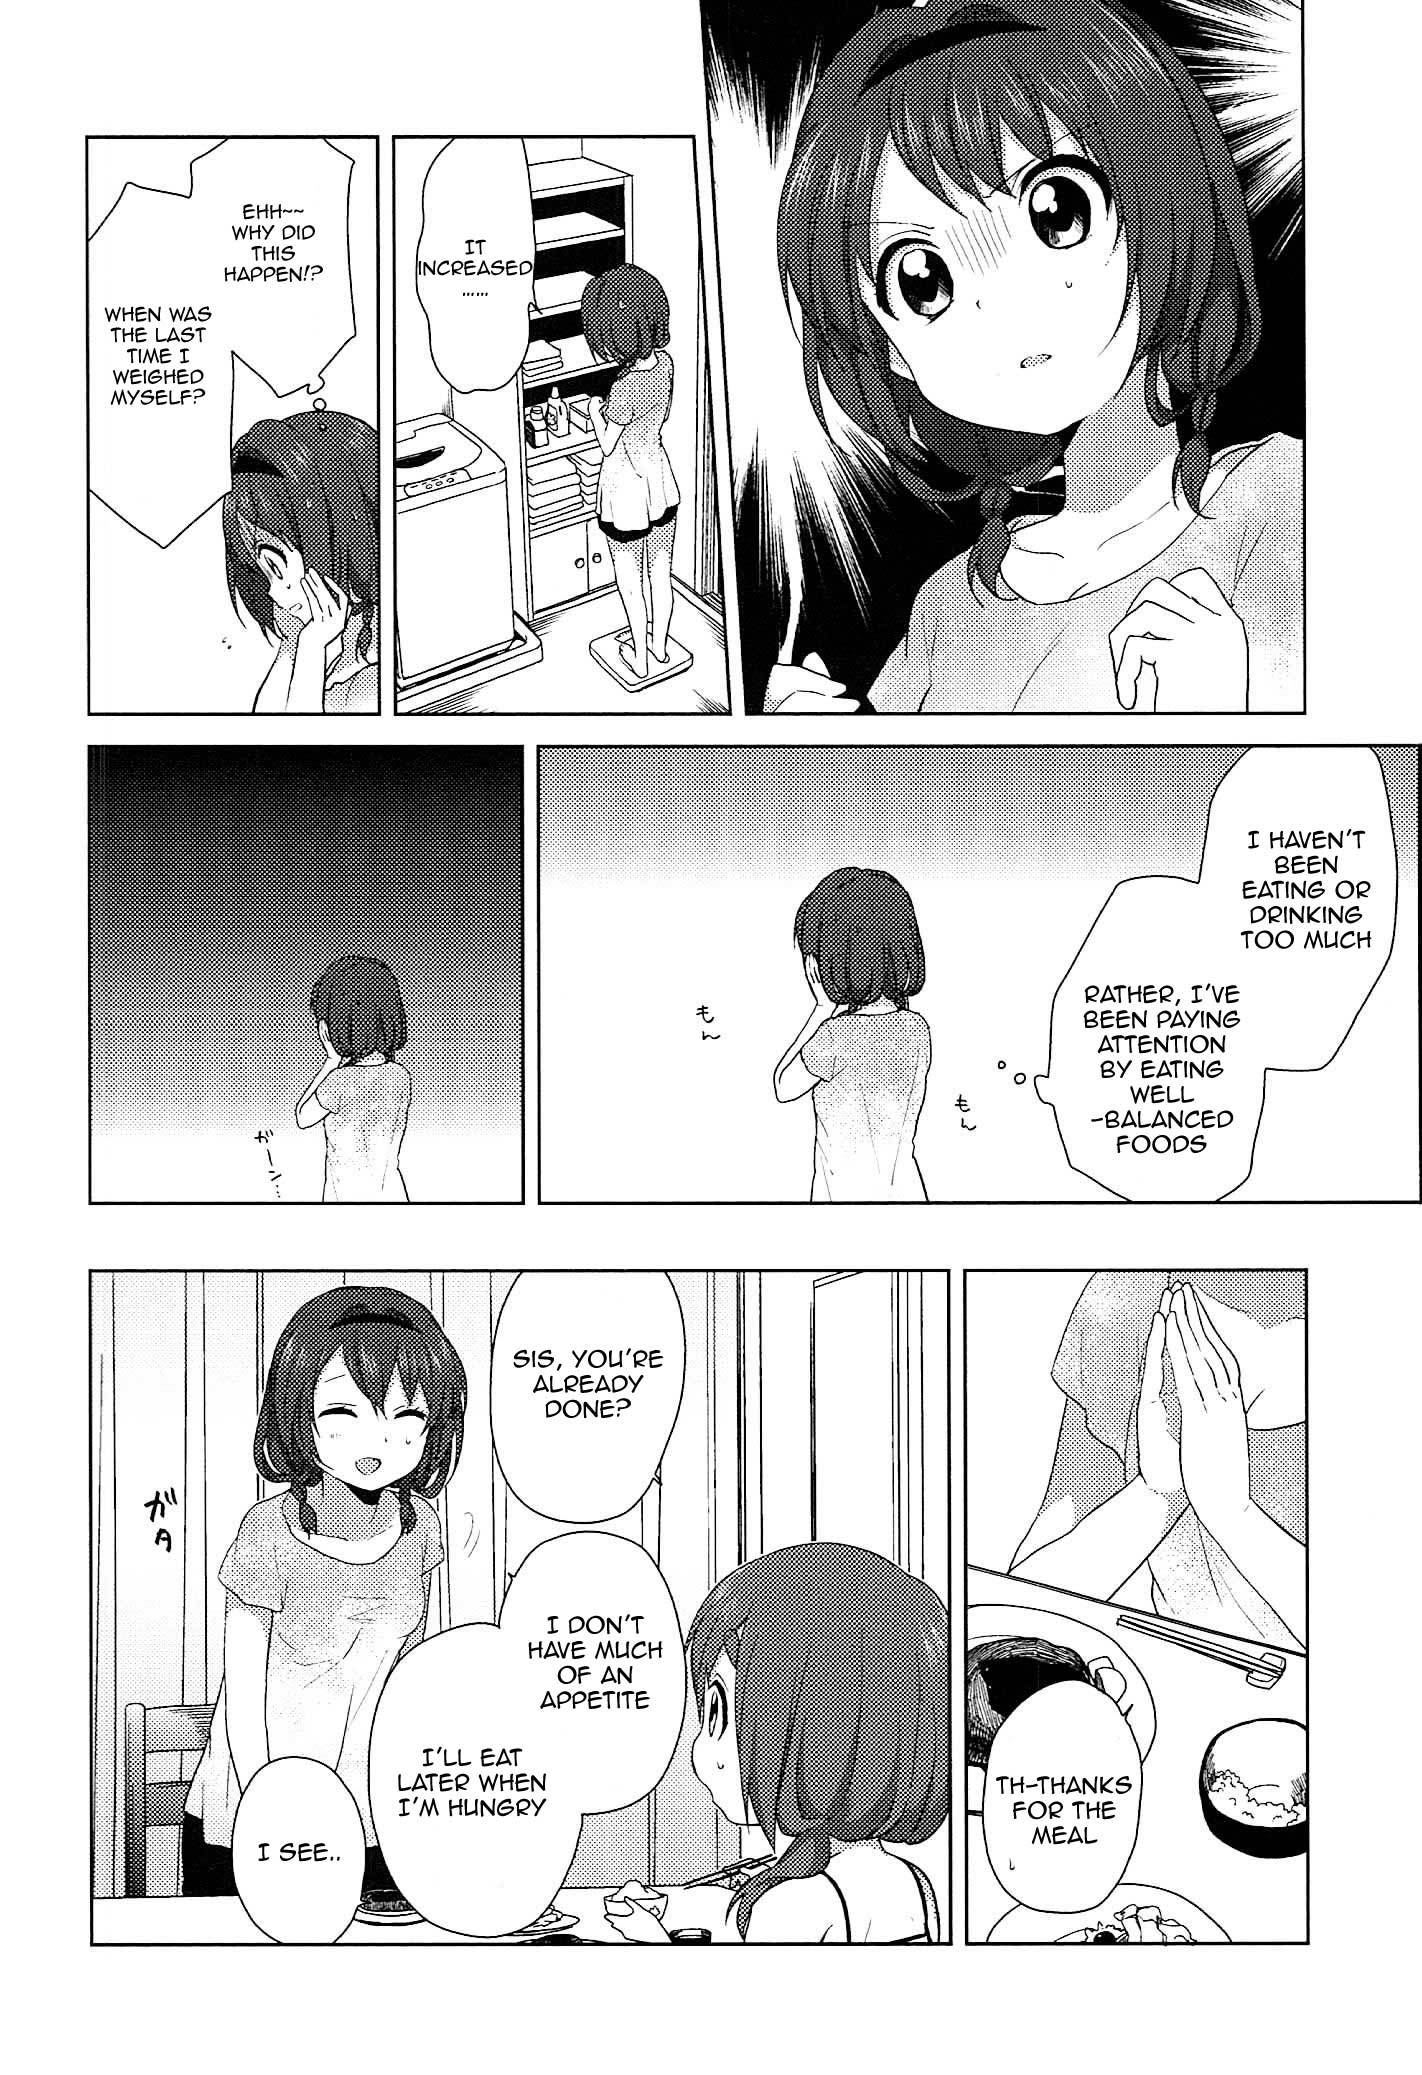 IT
INCREASED
......
EHH~~
WHY DID
THIS
HAPPEN!?
WHEN WAS
THE LAST
TIME I
WEIGHED
MYSELF?
I HAVEN'T
BEEN
EATING OR
DRINKING
TOO MUCH
RATHER, I'VE
BEEN PAYING
ATTENTION
BY EATING
WELL
-BALANCED
FOODS
もん
もん
ガーン...
TH-THANKS
FOR THE
MEAL
SIS, YOU'RE
ALREADY
DONE?
I DON'T
HAVE MUCH
OF AN
APPETITE
I'LL EAT
LATER WHEN
I'M HUNGRY
ガタ
I SEE..